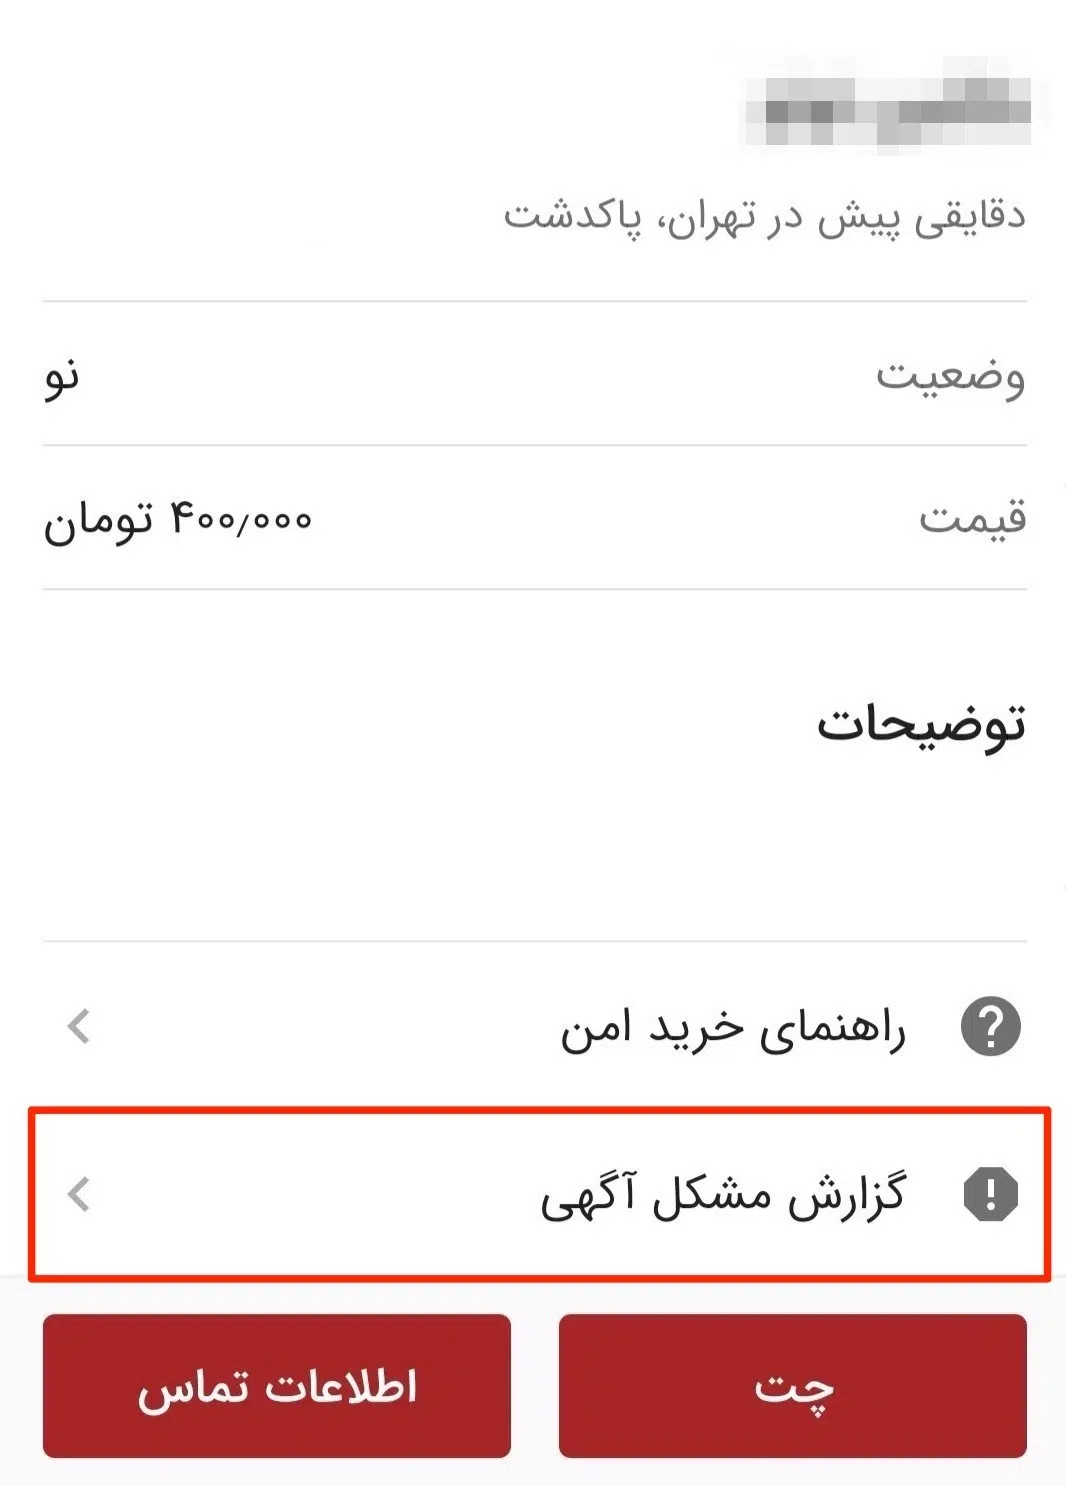 دقایقی پیش در تهران، پاکدشت
وضعیت نو
قیمت ۴۰۰٫۰۰۰ تومان
توضیحات
راهنمای خرید امن
گزارش مشکل آگهی
چت اطلاعات تماس